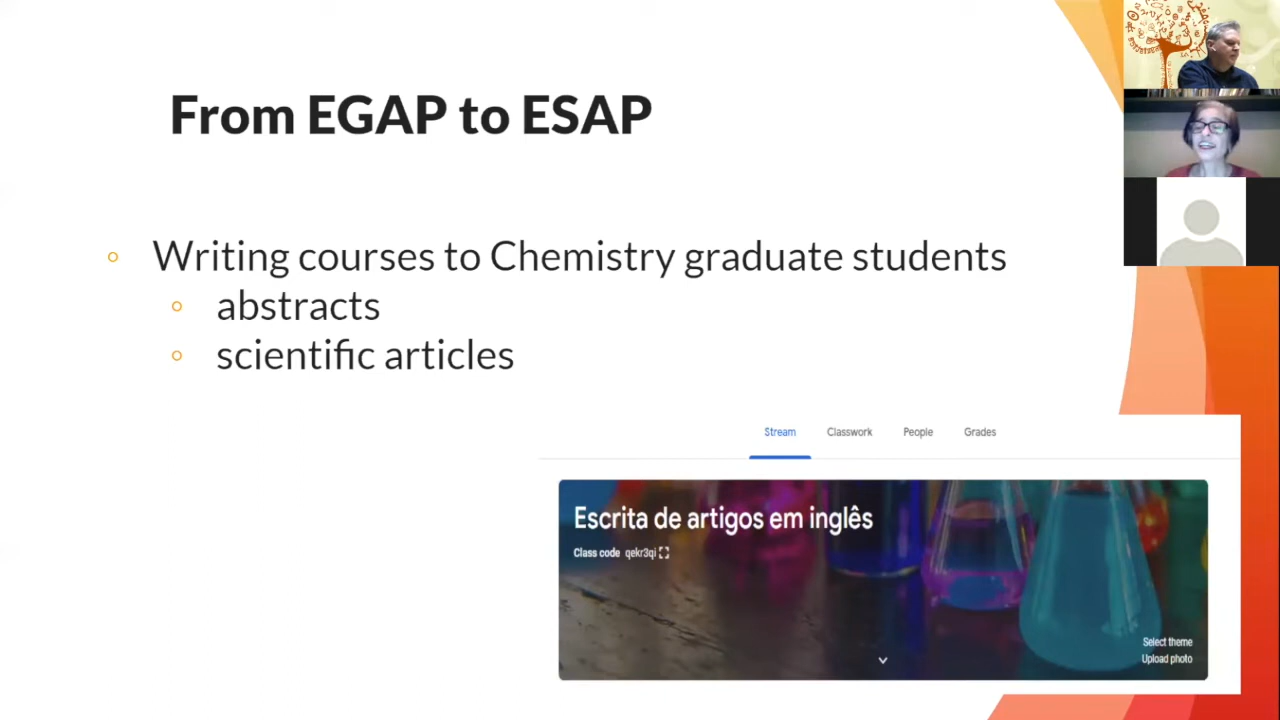 From EGAP to ESAP
Writing courses to Chemistry graduate students
abstracts
scientific articles
Stream Classwork People Grades
Escrita de artigos em inglês
Class code qekr3qi
Select theme
Upload photo